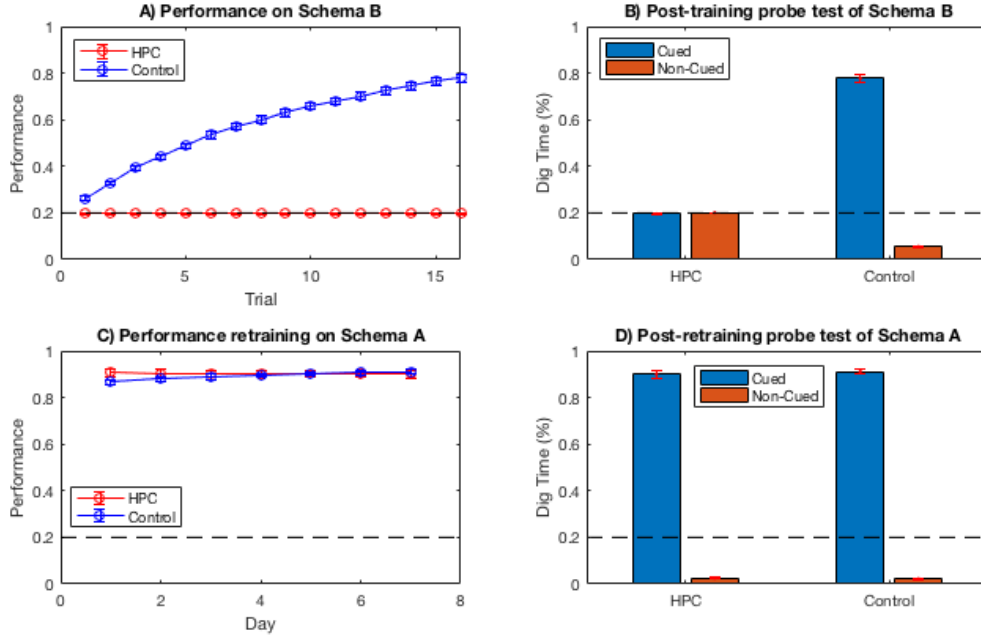 A) Performance on Schema B
1
0.8
0.6
0.4
0.2
0
Performance
HPC
Control
0
5
10
15
Trial
B) Post-training probe test of Schema B
1
0.8
0.6
0.4
0.2
0
Dig Time (%)
Cued
Non-Cued
HPC
Control
C) Performance retraining on Schema A
1
0.8
0.6
0.4
0.2
0
Performance
HPC
Control
0
2
4
6
8
Day
D) Post-retraining probe test of Schema A
1
0.8
0.6
0.4
0.2
0
Dig Time (%)
Cued
Non-Cued
HPC
Control